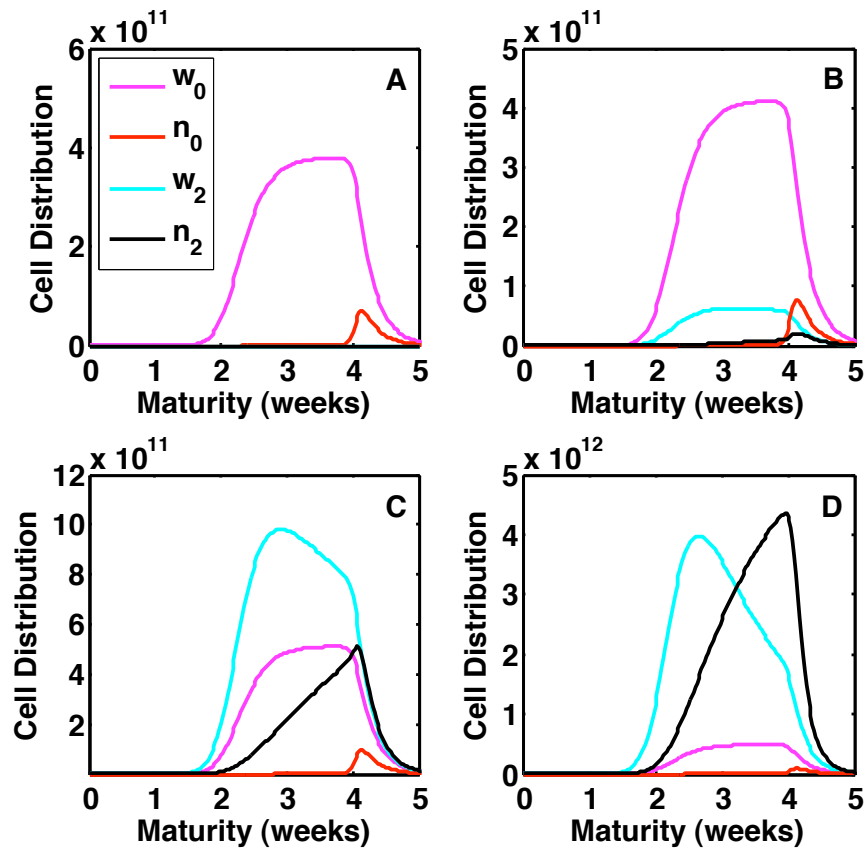 x 10^11
6
4
2
0
Cell Distribution
A
w_0
n_0
w_2
n_2
0 1 2 3 4 5
Maturity (weeks)
x 10^11
5
4
3
2
1
0
Cell Distribution
B
0 1 2 3 4 5
Maturity (weeks)
x 10^11
12
10
8
6
4
2
Cell Distribution
C
0 1 2 3 4 5
Maturity (weeks)
x 10^12
5
4
3
2
1
0
Cell Distribution
D
0 1 2 3 4 5
Maturity (weeks)